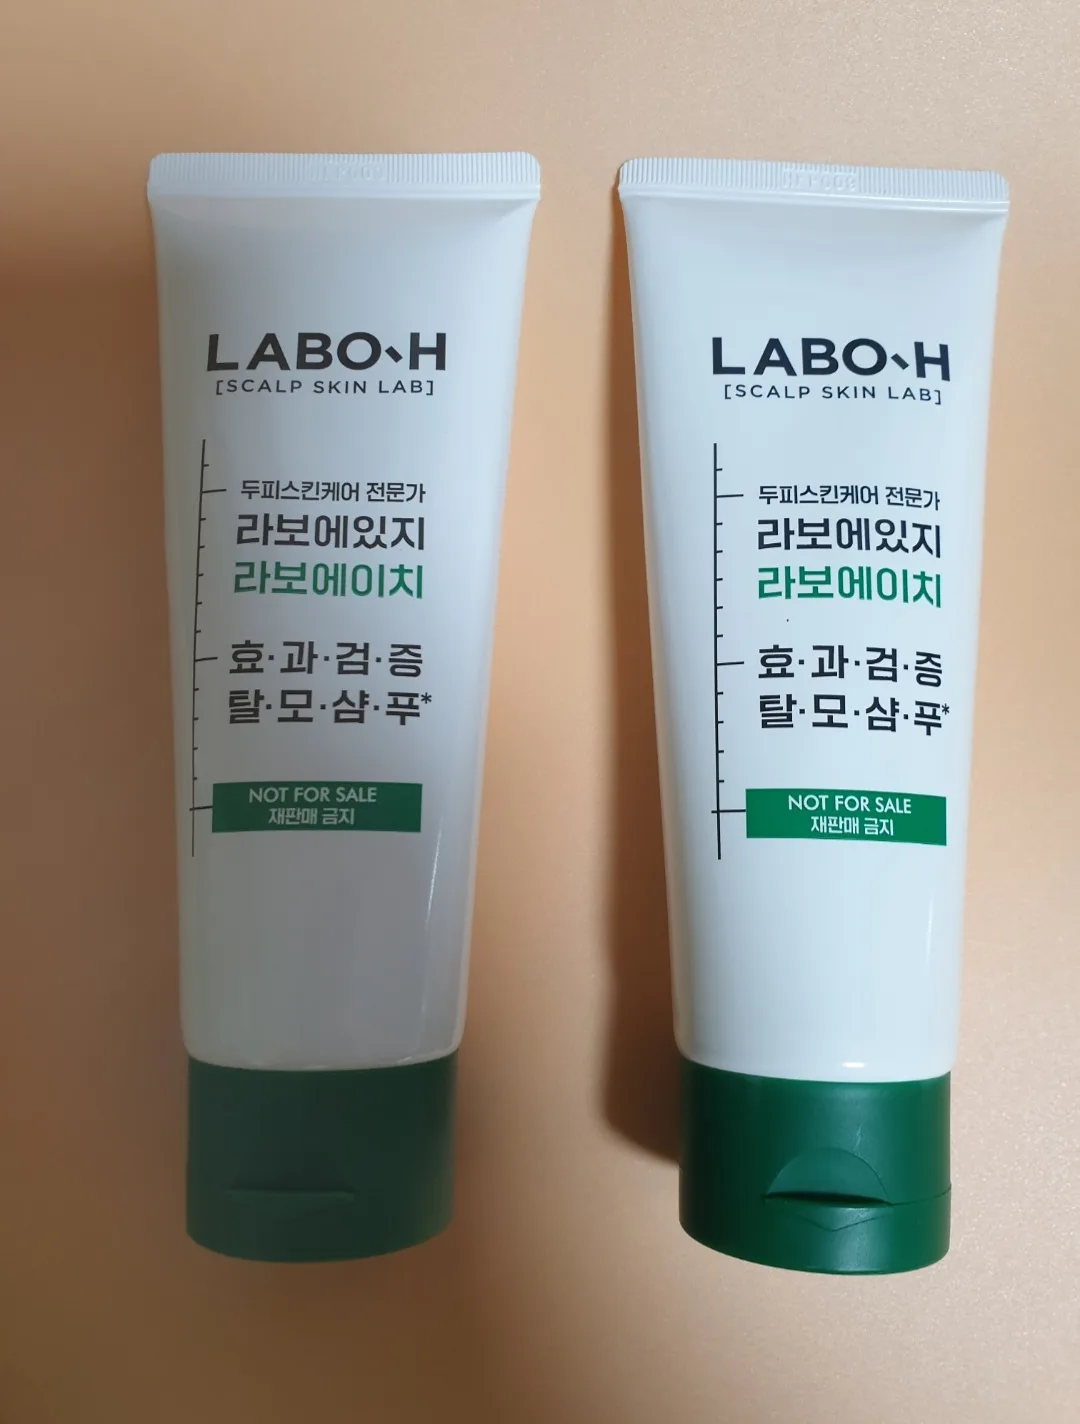 LABO-H
[SCALP SKIN LAB]
두피스킨케어 전문가
라보에있지
라보에이치
효·과·검·증
탈·모·샴·푸*
NOT FOR SALE
재판매 금지
LABO-H
[SCALP SKIN LAB]
두피스킨케어 전문가
라보에있지
라보에이치
효·과·검·증
탈·모·샴·푸*
NOT FOR SALE
재판매 금지